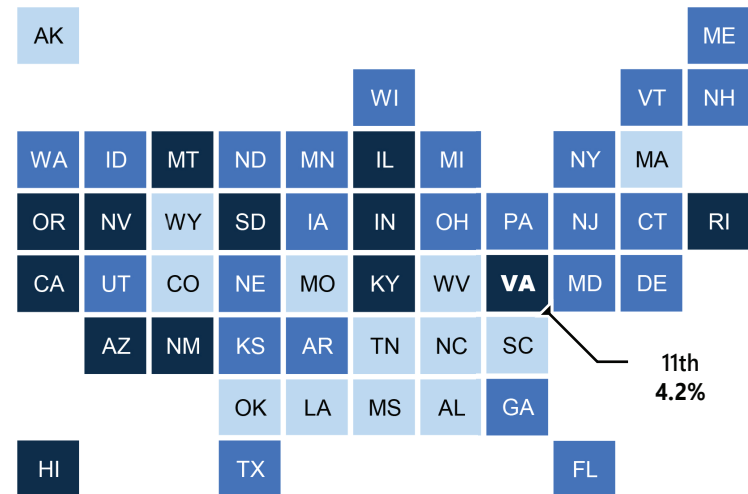 AK ME
WI VT NH
WA ID MT ND MN IL MI NY MA
OR NV WY SD IA IN OH PA NJ CT RI
CA UT CO NE MO KY WV VA MD DE
AZ NM KS AR TN NC SC
11th
4.2%
OK LA MS AL GA
HI TX FL